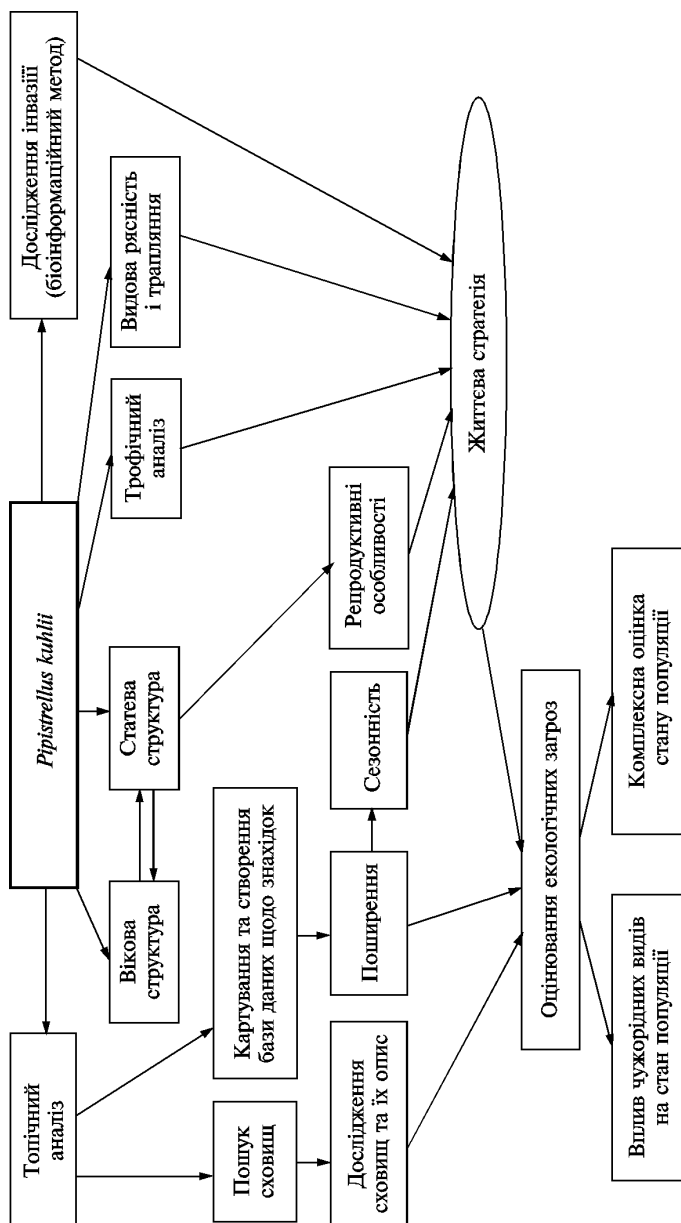 Pipistrellus kuhlii
Топічний
аналіз
Вікова
структура
Статева
структура
Трофічний
аналіз
Видова рясність
і трапляння
Дослідження інвазії
(біоінформаційний метод)
Пошук
сховищ
Картування та створення
бази даних щодо знахідок
Дослідження
сховищ та їх опис
Поширення
Сезонність
Репродуктивні
особливості
Життєва стратегія
Оцінювання екологічних загроз
Вплив чужорідних видів
на стан популяції
Комплексна оцінка
стану популяції